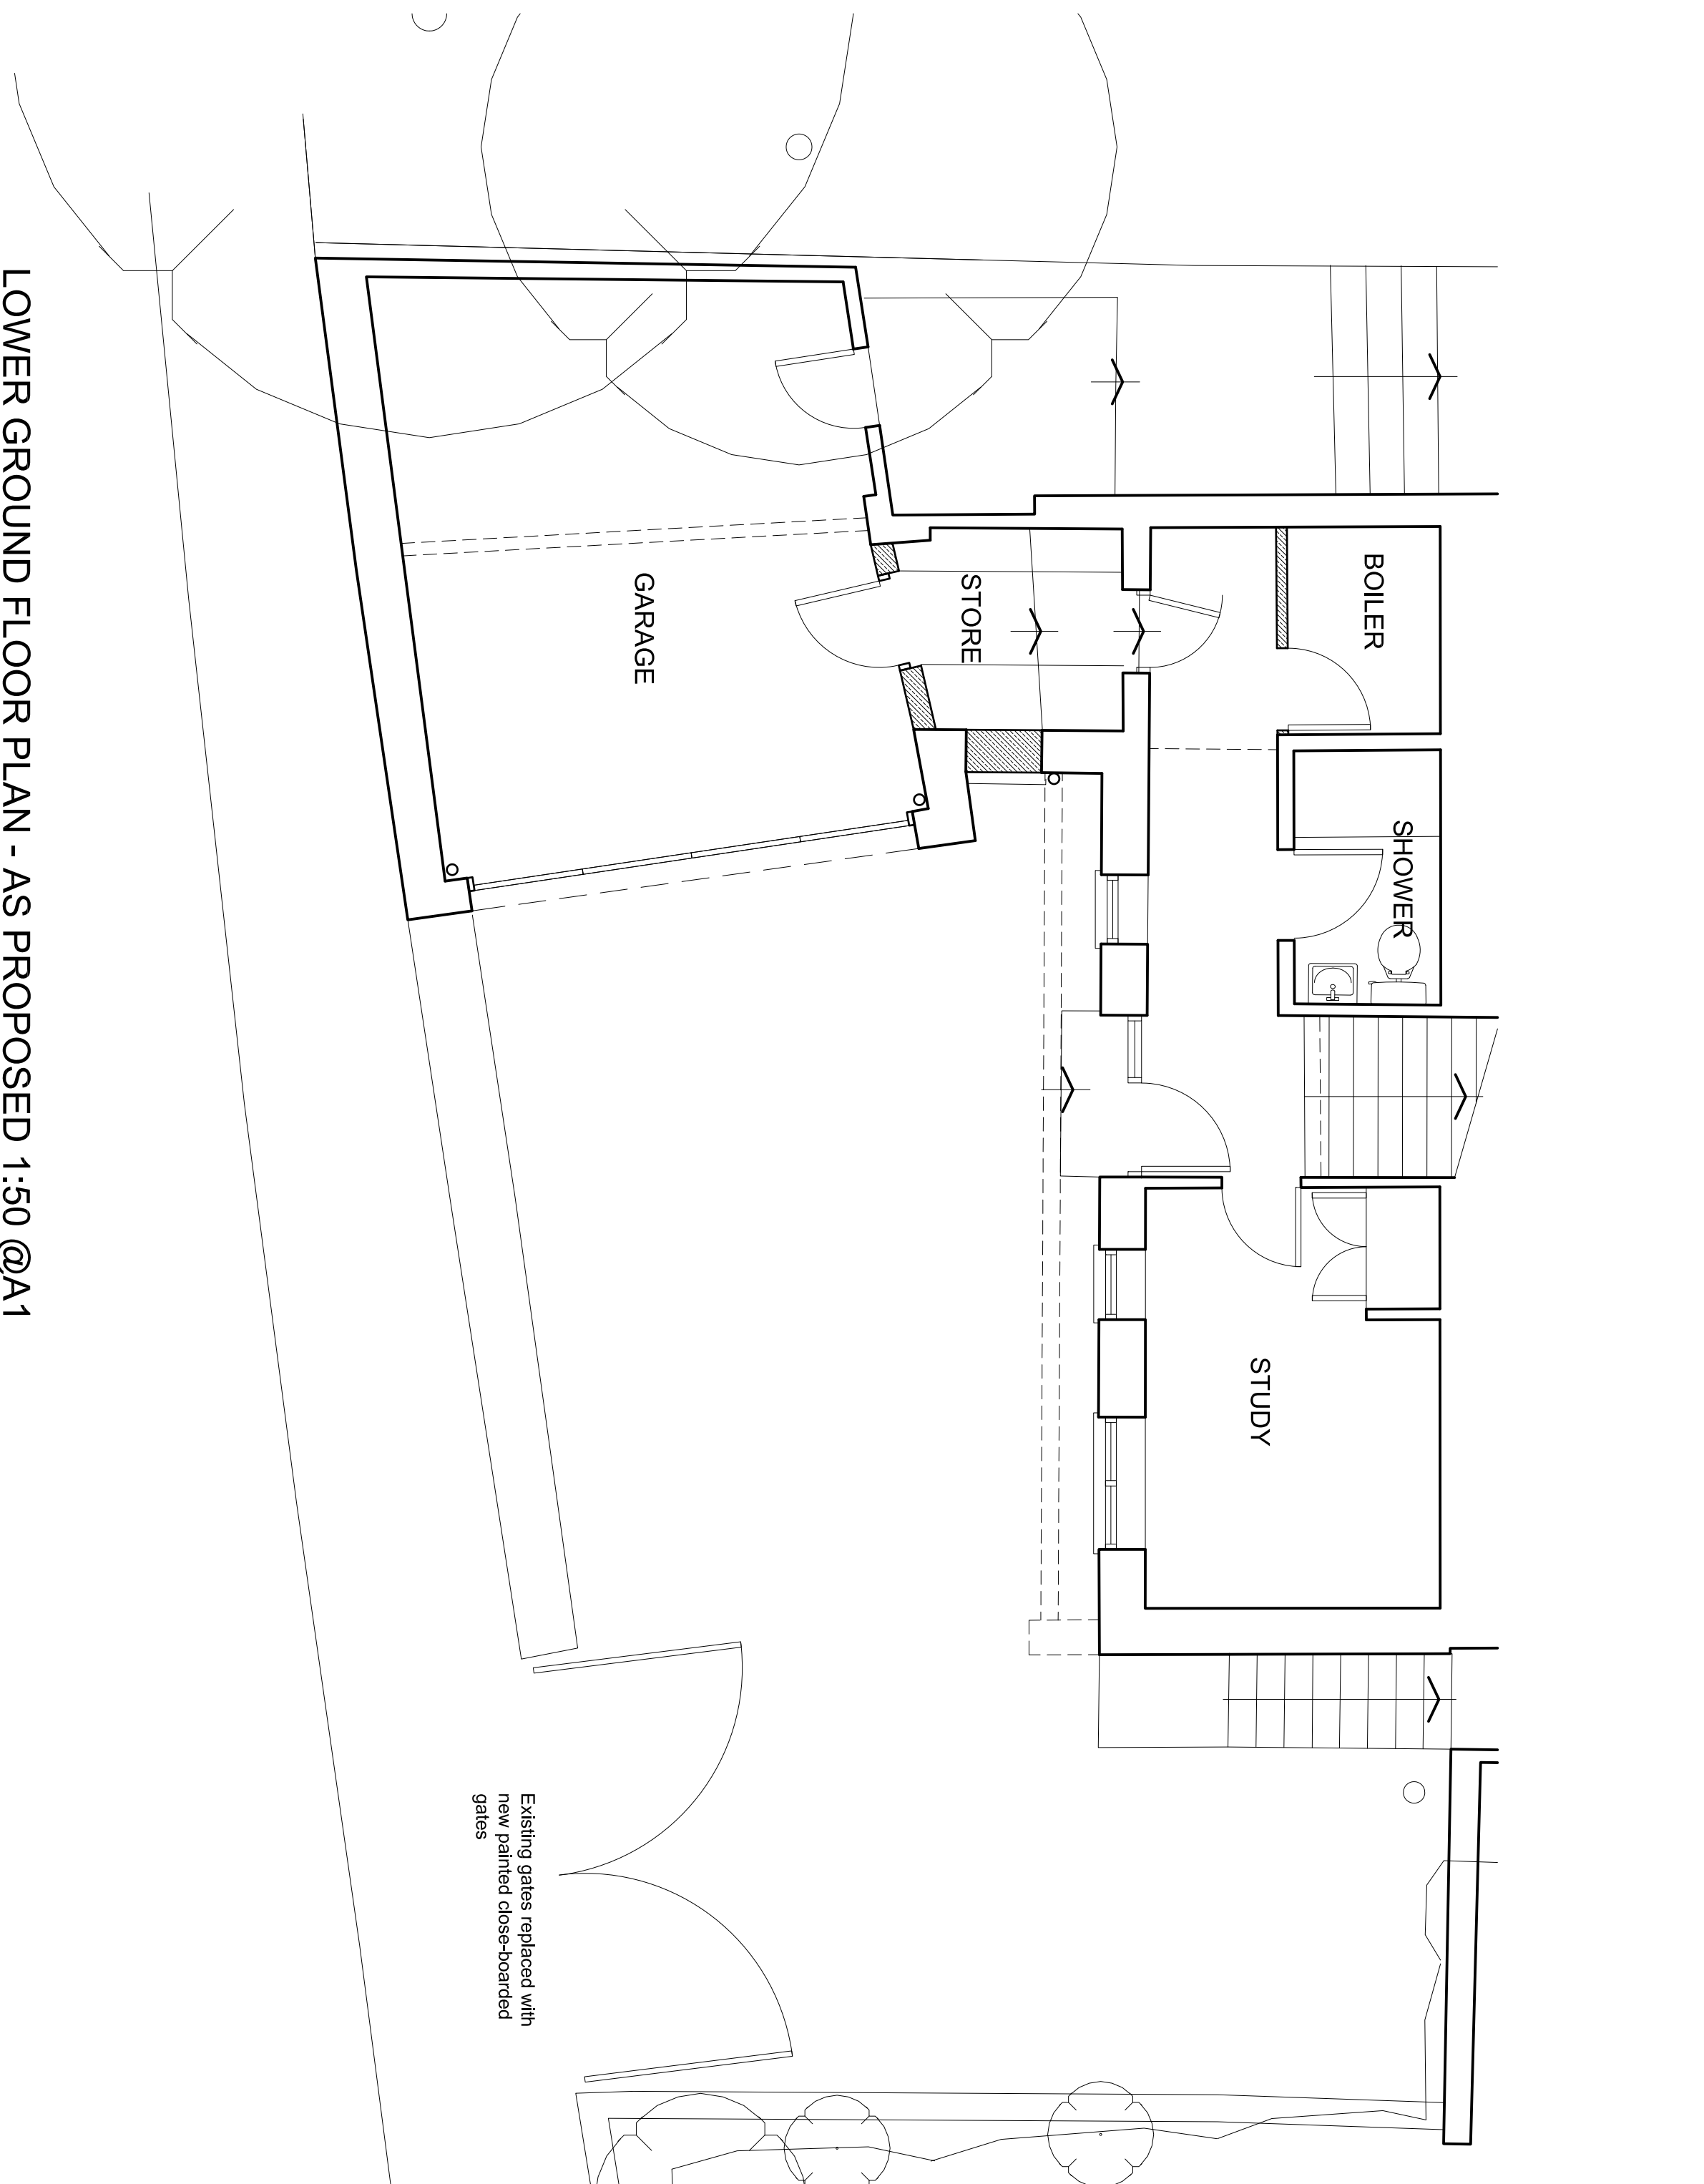 BOILER
SHOWER
STORE
STUDY
GARAGE
Existing gates replaced with
new painted close-boarded
gates
LOWER GROUND FLOOR PLAN - AS PROPOSED 1:50 @A1